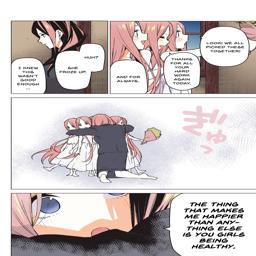 HUH?
SHE
FROZE UP.
I KNEW
THIS
WASN'T
GOOD
ENOUGH
LOOK! WE ALL
PICKED THESE
TOGETHER!
THANKS
FOR ALL
YOUR
HARD
WORK
AGAIN
TODAY.
AND FOR
ALWAYS.
ぎゅっ
THE THING
THAT MAKES
ME HAPPIER
THAN ANY-
THING ELSE
IS YOU GIRLS
BEING
HEALTHY.